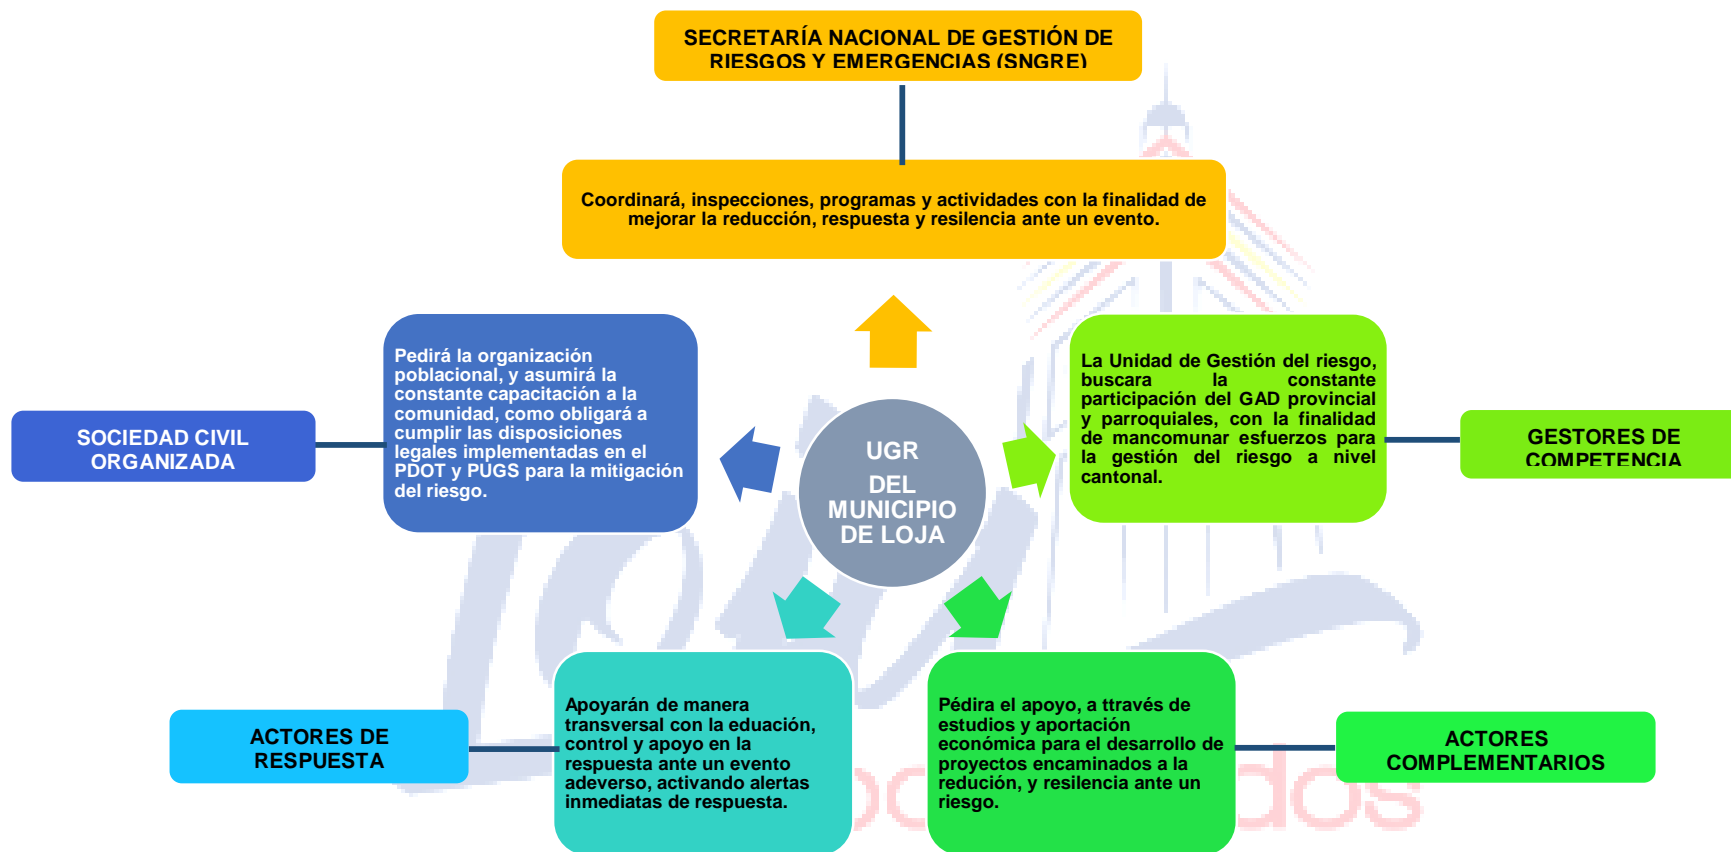 SECRETARÍA NACIONAL DE GESTIÓN DE
RIESGOS Y EMERGENCIAS (SNGRE)
Coordinará, inspecciones, programas y actividades con la finalidad de
mejorar la reducción, respuesta y resilencia ante un evento.
Pedirá la organización
poblacional, y asumirá la
constante capacitación a la
comunidad, como obligará a
cumplir las disposiciones
legales implementadas en el
PDOT y PUGS para la mitigación
del riesgo.
SOCIEDAD CIVIL
ORGANIZADA
UGR
DEL
MUNICIPIO
DE LOJA
La Unidad de Gestión del riesgo,
buscara la constante
participación del GAD provincial
y parroquiales, con la finalidad
de mancomunar esfuerzos para
la gestión del riesgo a nivel
cantonal.
GESTORES DE
COMPETENCIA
ACTORES DE
RESPUESTA
Apoyarán de manera
transversal con la eduación,
control y apoyo en la
respuesta ante un evento
adeverso, activando alertas
inmediatas de respuesta.
Pédira el apoyo, a ttravés de
estudios y aportación
económica para el desarrollo de
proyectos encaminados a la
redución, y resilencia ante un
riesgo.
ACTORES
COMPLEMENTARIOS